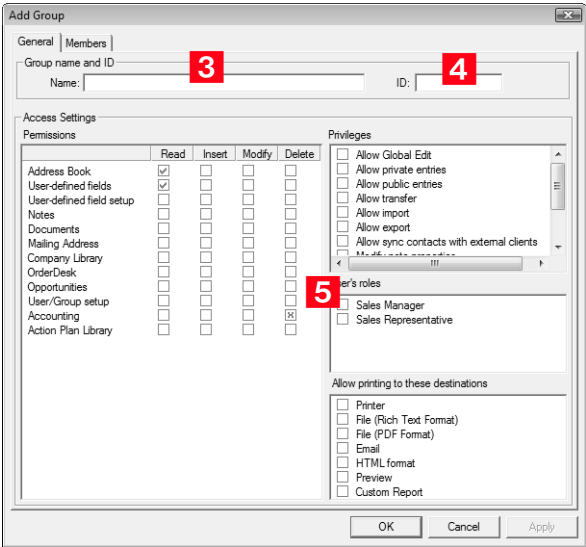 Add Group
General Members
Group name and ID
Name: 3 ID: 4
Access Settings
Permissions
Read Insert Modify Delete
Address Book
User-defined fields
User-defined field setup
Notes
Documents
Mailing Address
Company Library
OrderDesk
Opportunities
User/Group setup
Accounting
Action Plan Library
Privileges
Allow Global Edit
Allow private entries
Allow public entries
Allow transfer
Allow import
Allow export
Allow sync contacts with external clients
5 ser's roles
Sales Manager
Sales Representative
Allow printing to these destinations
Printer
File (Rich Text Format)
File (PDF Format)
Email
HTML format
Preview
Custom Report
OK Cancel Apply